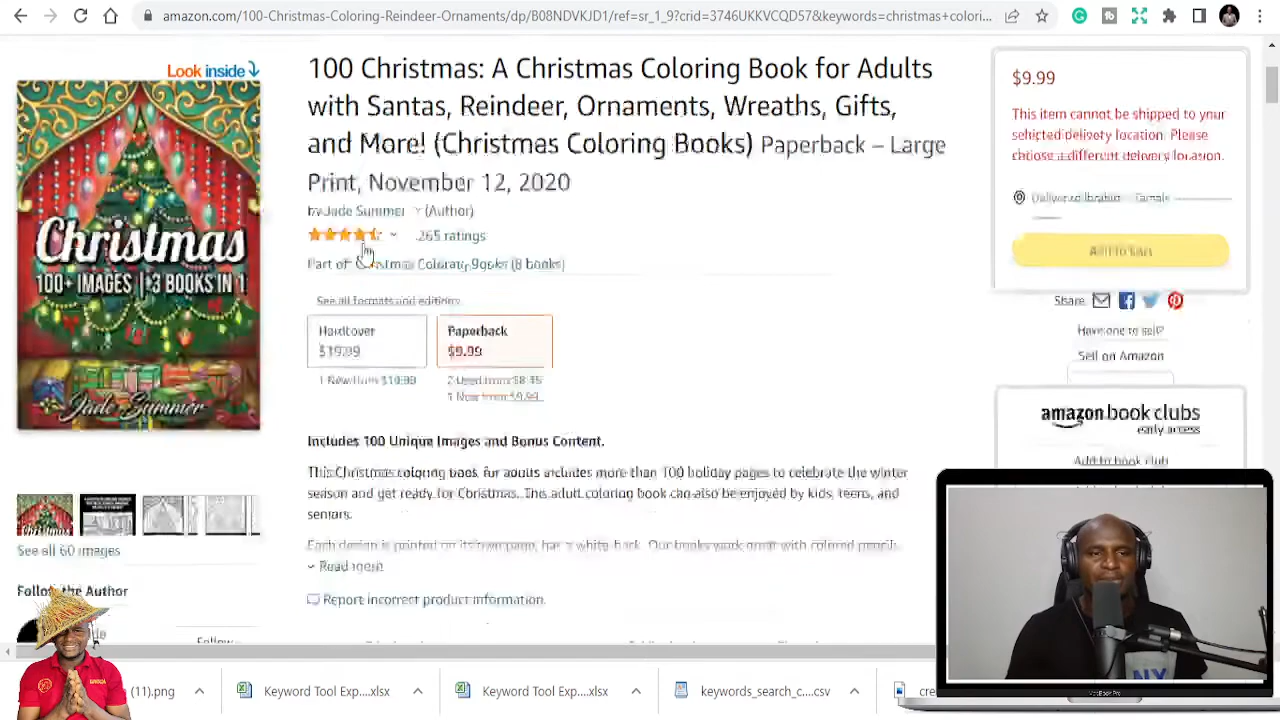 amazon.com/100-Christmas-Coloring-Reindeer-Ornaments/dp/B08NDVKJD1/ref=sr_1_9?crid=3746UKKVCQD57&keywords=christmas+colori...
Look inside
100 Christmas: A Christmas Coloring Book for Adults
with Santas, Reindeer, Ornaments, Wreaths, Gifts,
and More! (Christmas Coloring Books) Paperback – Large
Print, November 12, 2020
by Jade Summer (Author)
265 ratings
Part of: Christmas Coloring Books (8 books)
See all formats and editions
Hardcover
$19.99
Paperback
$9.99
1 New from $19.99
2 Used from
1 New from $9.99
Includes 100 Unique Images and Bonus Content.
This Christmas coloring book for adults includes more than 100 holiday pages to celebrate the winter
season and get ready for Christmas. This adult coloring book can also be enjoyed by kids, teens, and
seniors.
Each design is printed on its own page, has a white back. Our books work great with colored pencils,
Read more
Report incorrect product information.
Christmas
100+ IMAGES | 3 BOOKS IN 1
Jade Summer
See all 60 images
Follow the Author
Follow
$9.99
This item cannot be shipped to your
selected delivery location. Please
choose a different delivery location.
Deliver to
Add to Cart
Share
Have one to sell?
Sell on Amazon
amazon book clubs
early access
Add to book club
(11).png
Keyword Tool Exp....xlsx
Keyword Tool Exp....xlsx
keywords_search_c....csv
cre
NY
MacBook Pro